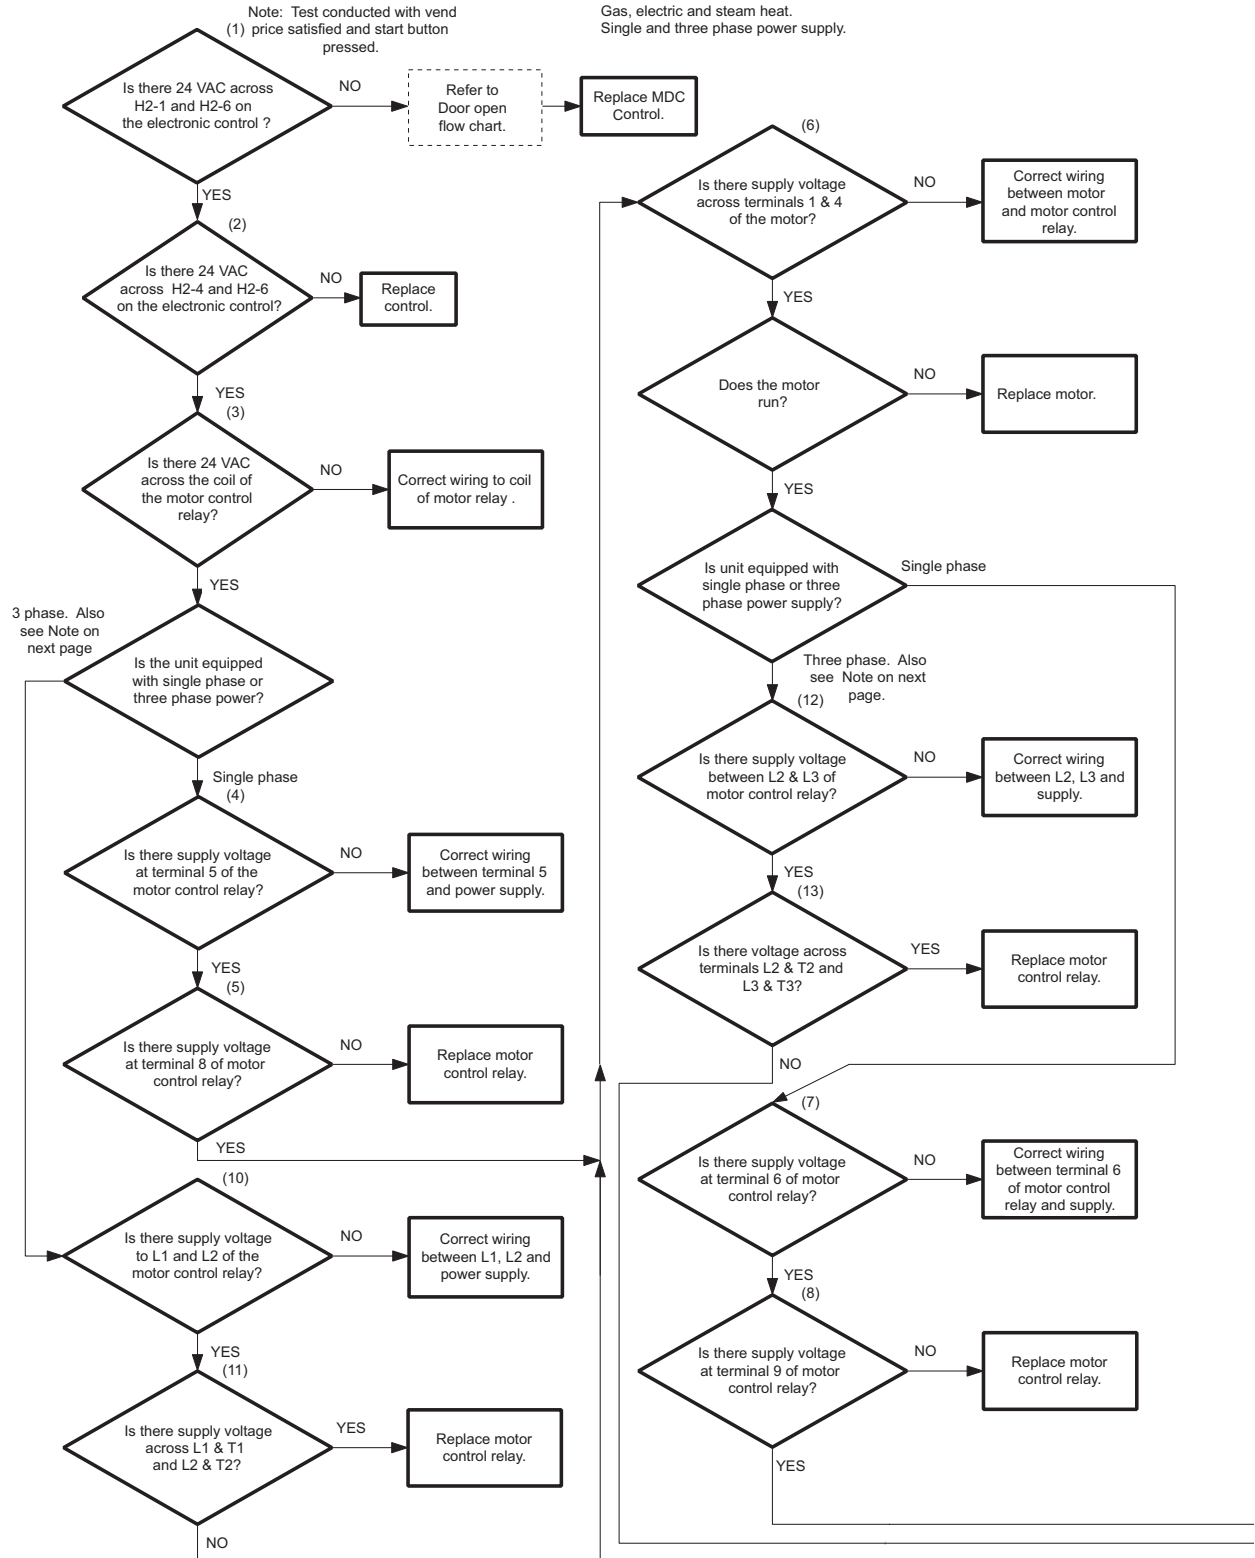 Note: Test conducted with vend
(1) price satisfied and start button
pressed.
Gas, electric and steam heat.
Single and three phase power supply.
Is there 24 VAC across
H2-1 and H2-6 on
the electronic control ?
NO
Refer to
Door open
flow chart.
Replace MDC
Control.
YES
(2)
Is there 24 VAC
across H2-4 and H2-6
on the electronic control?
NO
Replace
control.
YES
(3)
Is there 24 VAC
across the coil of
the motor control
relay?
NO
Correct wiring to coil
of motor relay .
YES
3 phase. Also
see Note on
next page
Is the unit equipped
with single phase or
three phase power?
Single phase
(4)
Is there supply voltage
at terminal 5 of the
motor control relay?
NO
Correct wiring
between terminal 5
and power supply.
YES
(5)
Is there supply voltage
at terminal 8 of motor
control relay?
NO
Replace motor
control relay.
YES
(10)
Is there supply voltage
to L1 and L2 of the
motor control relay?
NO
Correct wiring
between L1, L2 and
power supply.
YES
(11)
Is there supply voltage
across L1 & T1
and L2 & T2?
YES
Replace motor
control relay.
NO
(6)
Is there supply voltage
across terminals 1 & 4
of the motor?
NO
Correct wiring
between motor
and motor control
relay.
YES
Does the motor
run?
NO
Replace motor.
YES
Is unit equipped with
single phase or three
phase power supply?
Single phase
Three phase. Also
see Note on next
page.
(12)
Is there supply voltage
between L2 & L3 of
motor control relay?
NO
Correct wiring
between L2, L3 and
supply.
YES
(13)
Is there voltage across
terminals L2 & T2 and
L3 & T3?
YES
Replace motor
control relay.
NO
(7)
Is there supply voltage
at terminal 6 of motor
control relay?
NO
Correct wiring
between terminal 6
of motor control
relay and supply.
YES
(8)
Is there supply voltage
at terminal 9 of motor
control relay?
NO
Replace motor
control relay.
YES